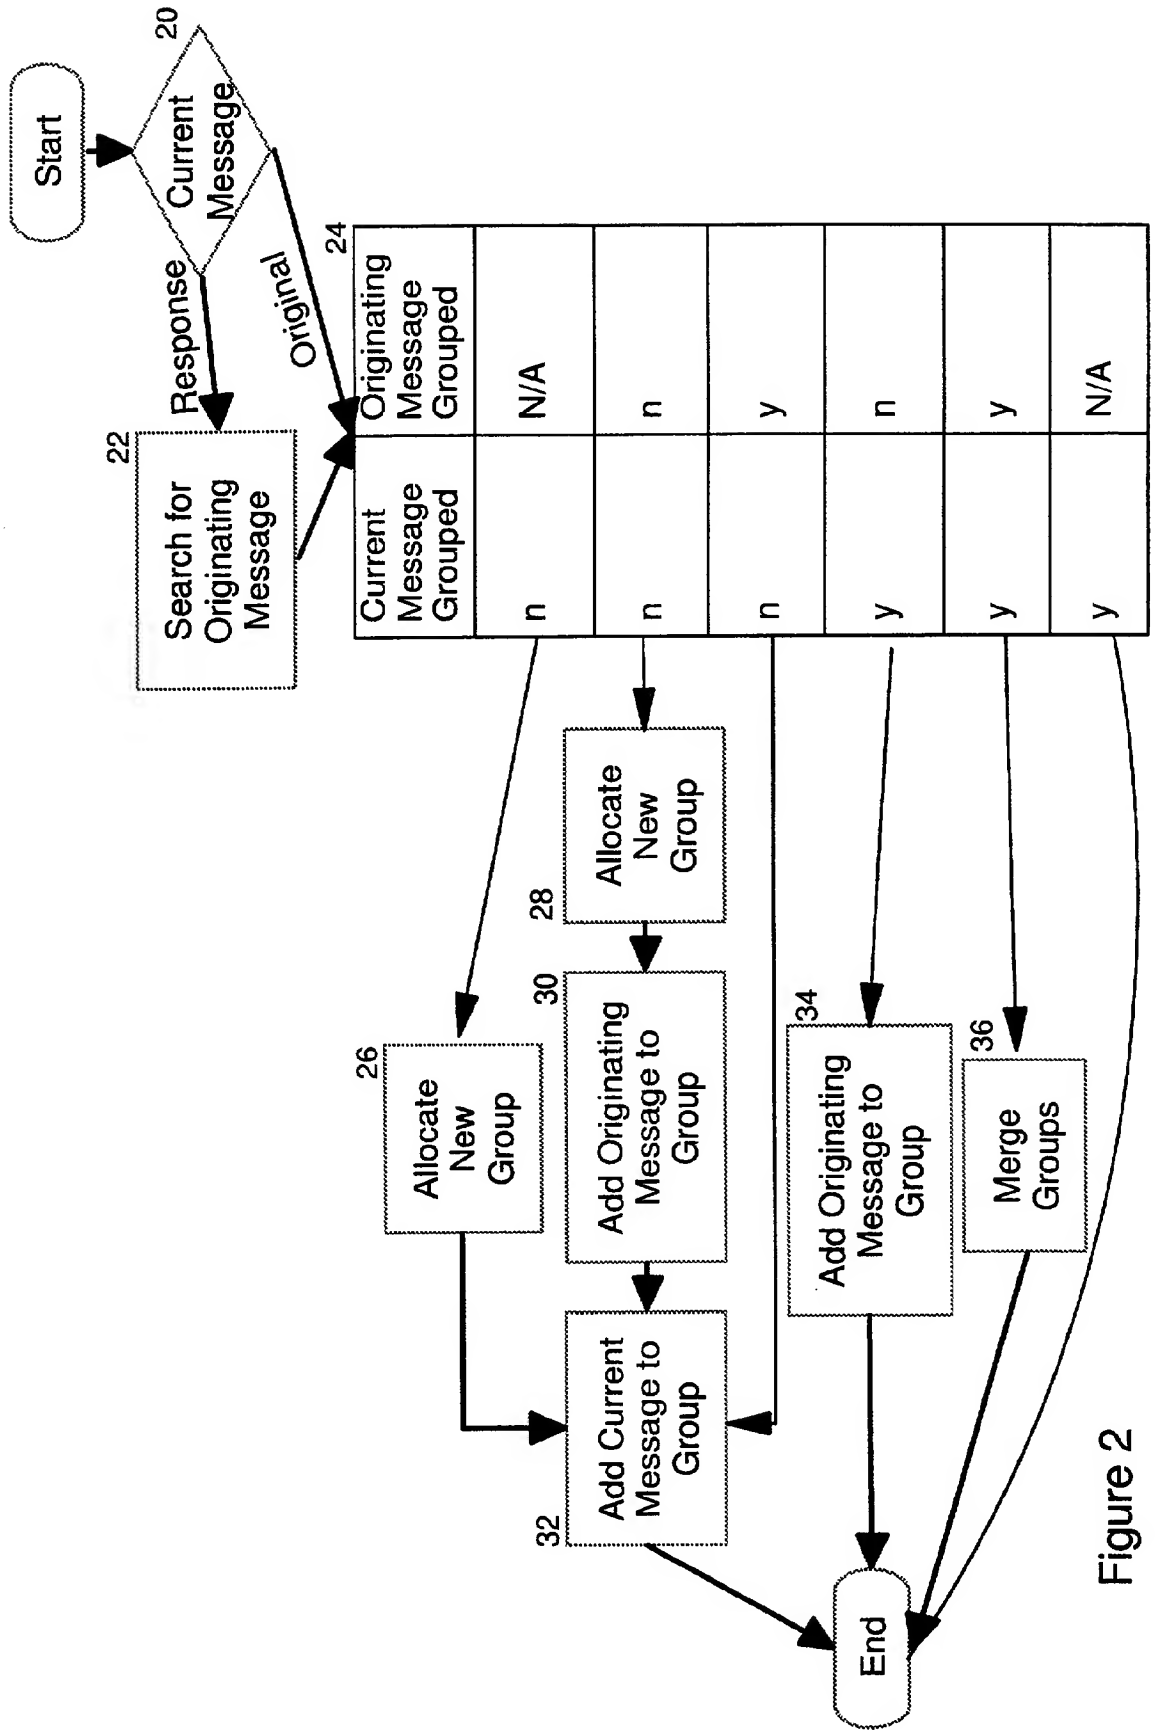 Start
20
Current
Message
Response
Original
22
Search for
Originating
Message
24
Current
Message
Grouped
Originating
Message
Grouped
n
N/A
n
n
n
y
y
n
y
y
y
N/A
26
Allocate
New
Group
28
Allocate
New
Group
30
Add Originating
Message to
Group
32
Add Current
Message to
Group
34
Add Originating
Message to
Group
36
Merge
Groups
End
Figure 2